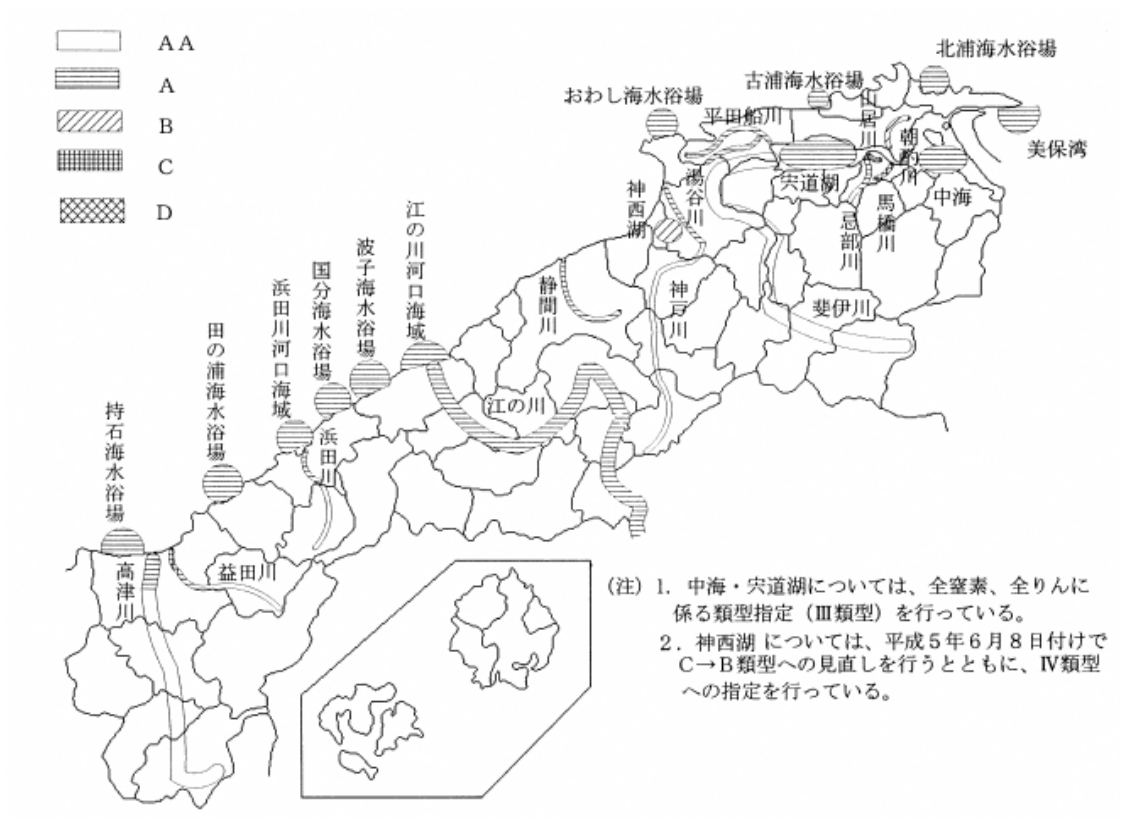 AA
A
B
C
D
北浦海水浴場
古浦海水浴場
おわし海水浴場
平田船川
朝酌川
美保湾
宍道湖
中海
湯谷川
神西湖
馬橋川
忌部川
江の川河口海域
波子海水浴場
国分海水浴場
浜田川河口海域
田の浦海水浴場
持石海水浴場
静間川
神戸川
斐伊川
江の川
浜田川
益田川
高津川
(注) 1. 中海・宍道湖については、全窒素、全りんに
係る類型指定(Ⅲ類型)を行っている。
2.神西湖 については、平成5年6月8日付けで
C→B類型への見直しを行うとともに、Ⅳ類型
への指定を行っている。